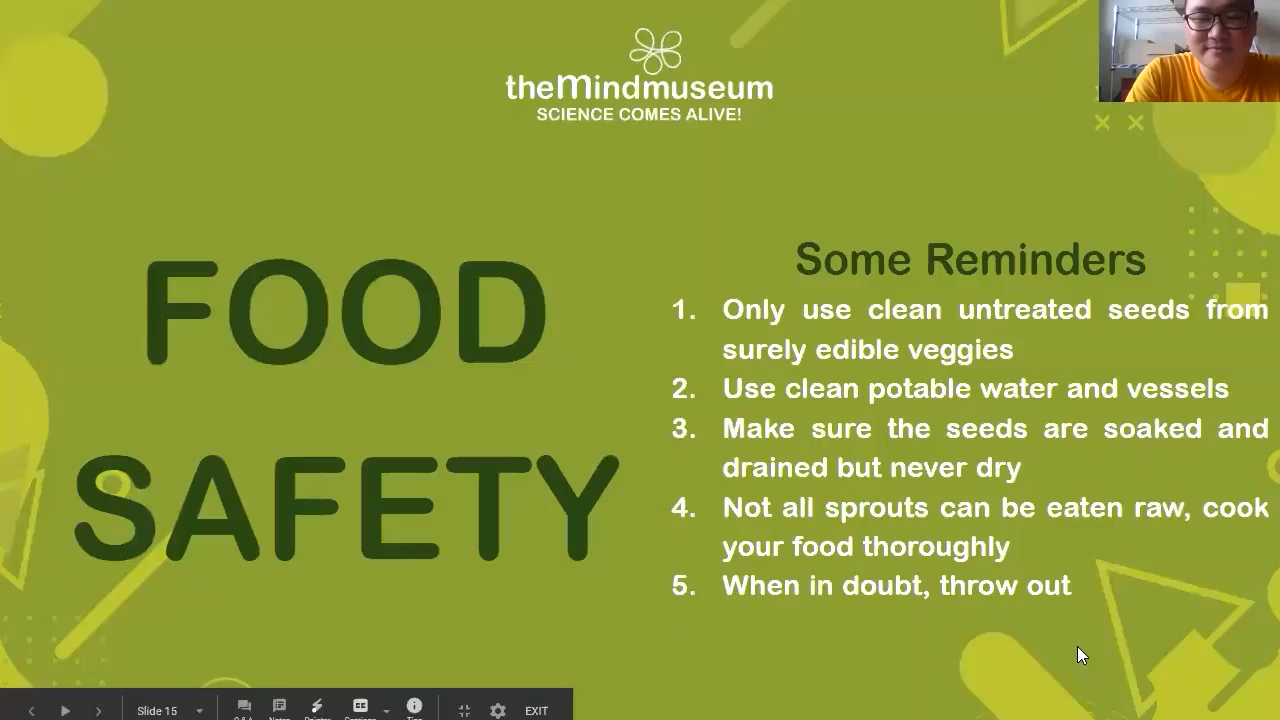 theMindmuseum
SCIENCE COMES ALIVE!
FOOD
SAFETY
Some Reminders
1. Only use clean untreated seeds from
surely edible veggies
2. Use clean potable water and vessels
3. Make sure the seeds are soaked and
drained but never dry
4. Not all sprouts can be eaten raw, cook
your food thoroughly
5. When in doubt, throw out
Slide 15
EXIT